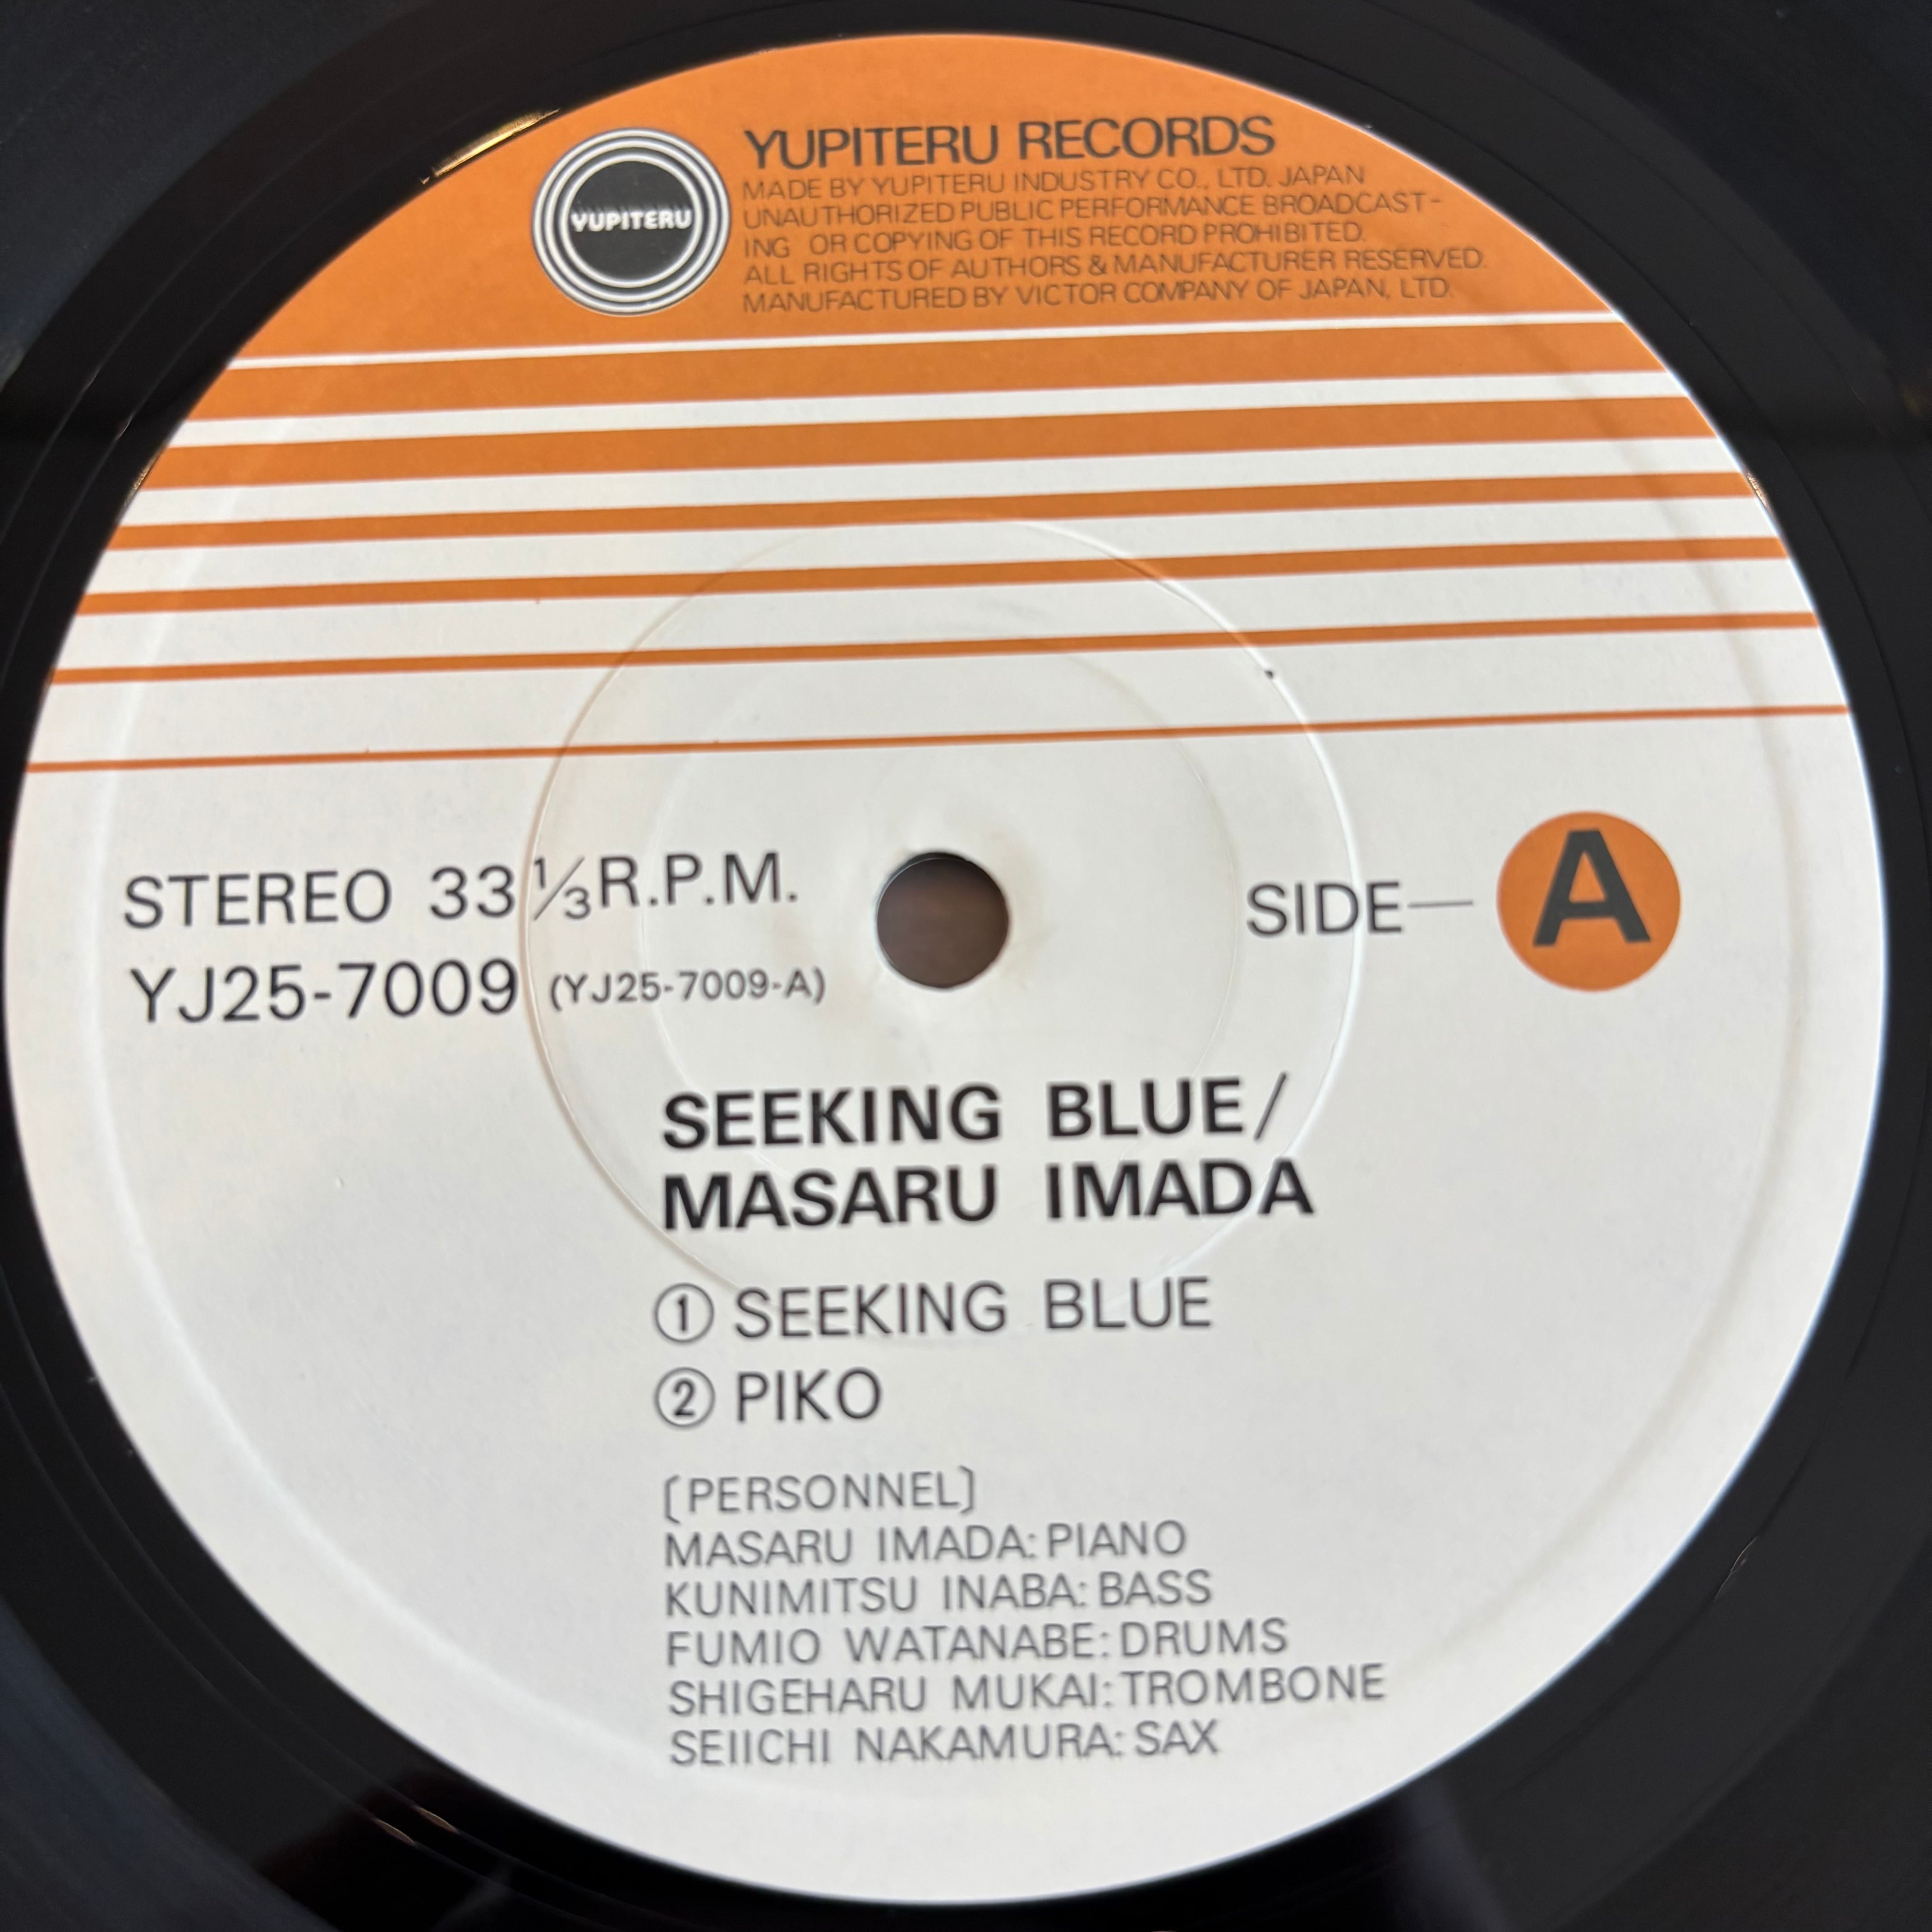 YUPITERU
YUPITERU RECORDS
MADE BY YUPITERU INDUSTRY CO., LTD. JAPAN
UNAUTHORIZED PUBLIC PERFORMANCE BROADCAST-
ING OR COPYING OF THIS RECORD PROHIBITED.
ALL RIGHTS OF AUTHORS & MANUFACTURER RESERVED.
MANUFACTURED BY VICTOR COMPANY OF JAPAN, LTD.
STEREO 33 1/3 R.P.M.
YJ25-7009 (YJ25-7009-A)
SIDE—A
SEEKING BLUE/
MASARU IMADA
① SEEKING BLUE
② PIKO
[PERSONNEL]
MASARU IMADA: PIANO
KUNIMITSU INABA: BASS
FUMIO WATANABE: DRUMS
SHIGEHARU MUKAI: TROMBONE
SEIICHI NAKAMURA: SAX